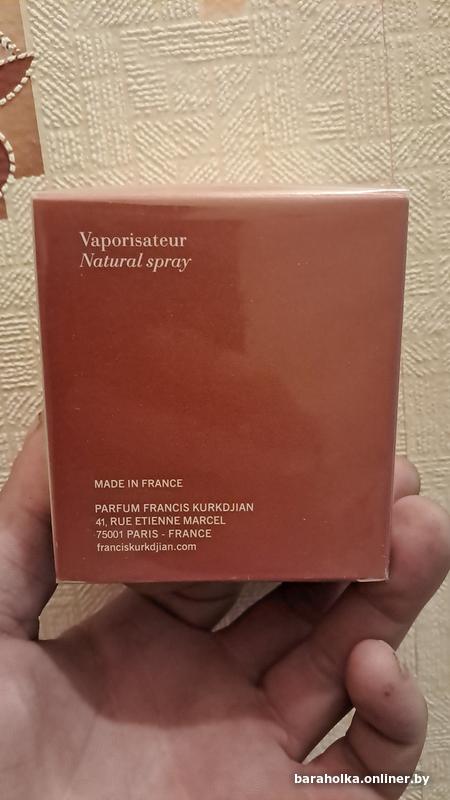 Vaporisateur
Natural spray
MADE IN FRANCE
PARFUM FRANCIS KURKDJIAN
41, RUE ETIENNE MARCEL
75001 PARIS - FRANCE
franciskurkdjian.com
baraholka.onliner.by